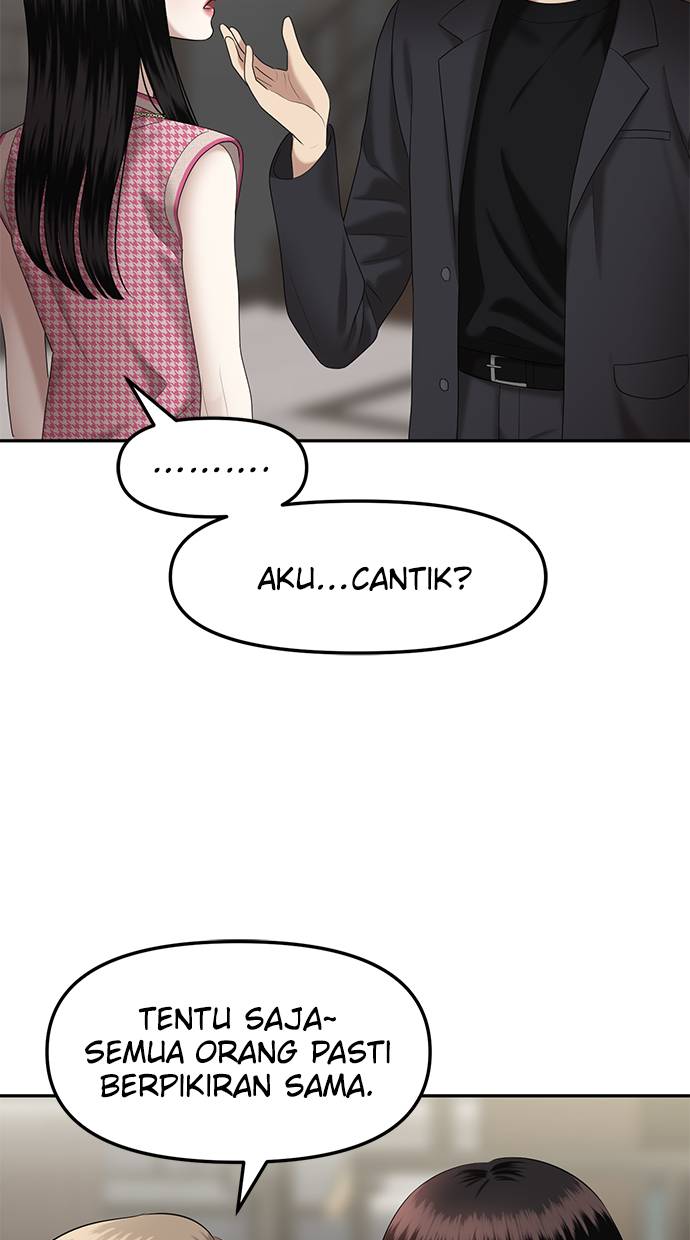 ..........
AKU...CANTIK?
TENTU SAJA~
SEMUA ORANG PASTI
BERPIKIRAN SAMA.